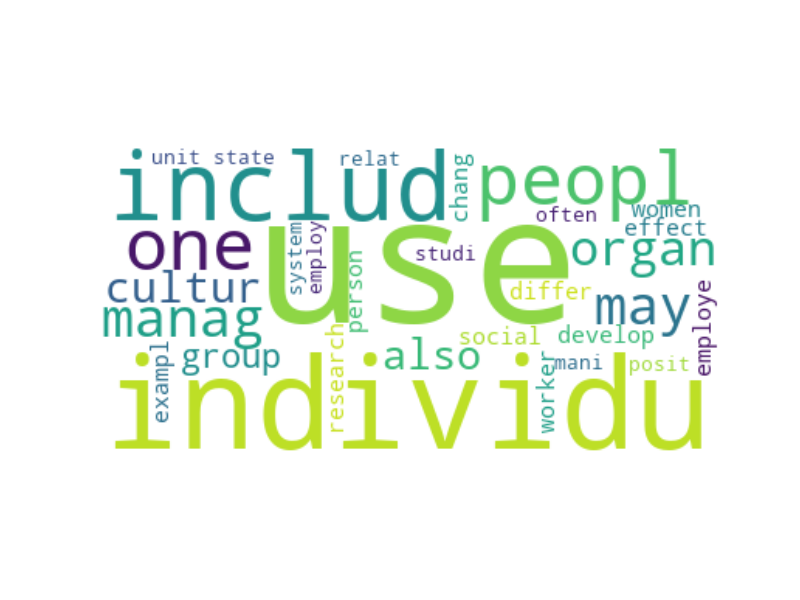 unit state
relat
chang
includ
peopl
often
women
effect
one
use
system
employ
studi
person
organ
cultur
differ
may
manag
employe
social
develop
research
group
also
exampl
worker
mani
posit
individu